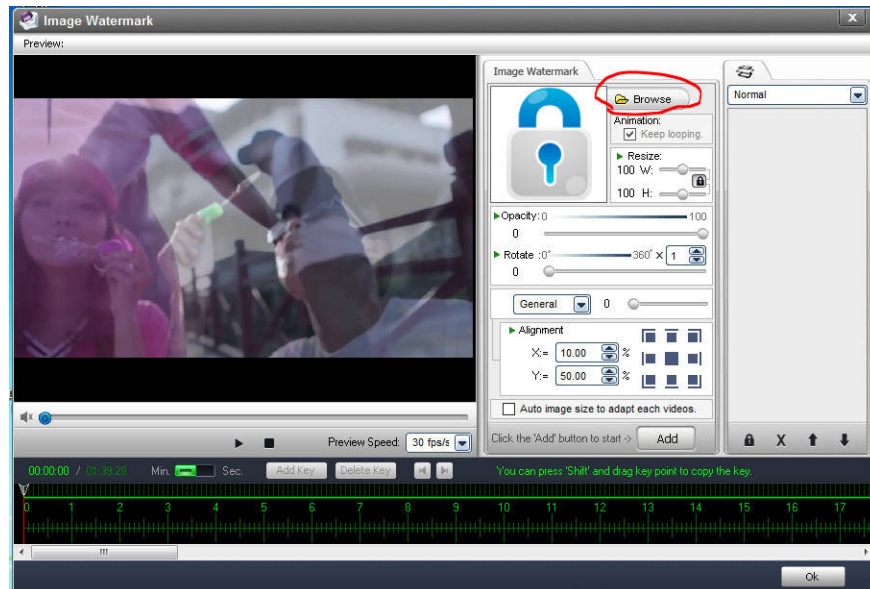 Image Watermark
X
Preview:
Image Watermark
Browse
Animation:
Keep looping.
Resize:
100 W:
100 H:
Normal
Opacity: 0 100
0
Rotate :0° 360° x 1
0
General 0
Alignment
X:= 10.00 %
Y:= 50.00 %
Auto image size to adapt each videos.
Click the 'Add' button to start -> Add
X
Preview Speed: 30 fps/s
00:00:00 / 01:39.28 Min. Sec. Add Key Delete Key You can press 'Shift' and drag key point to copy the key.
0 1 2 3 4 5 6 7 8 9 10 11 12 13 14 15 16 17
Ok